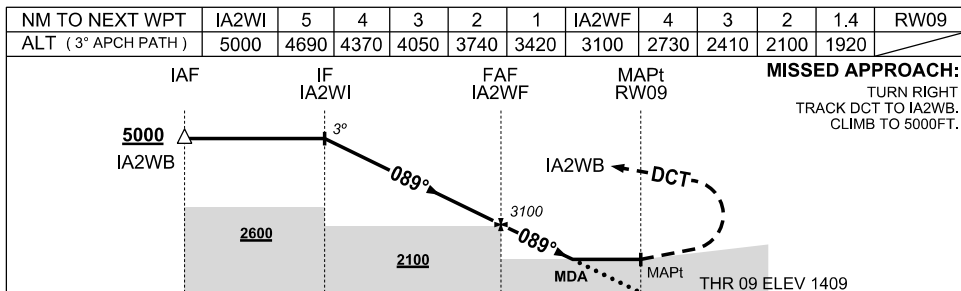 NM TO NEXT WPT IA2WI 5 4 3 2 1 IA2WF 4 3 2 1.4 RW09
ALT ( 3° APCH PATH ) 5000 4690 4370 4050 3740 3420 3100 2730 2410 2100 1920
IAF IF FAF MAPt MISSED APPROACH:
IA2WI IA2WF RW09 TURN RIGHT
TRACK DCT TO IA2WB.
CLIMB TO 5000FT.
5000 3°
IA2WB IA2WB DCT
089°
3100
2600 089°
2100
MDA MAPt
THR 09 ELEV 1409